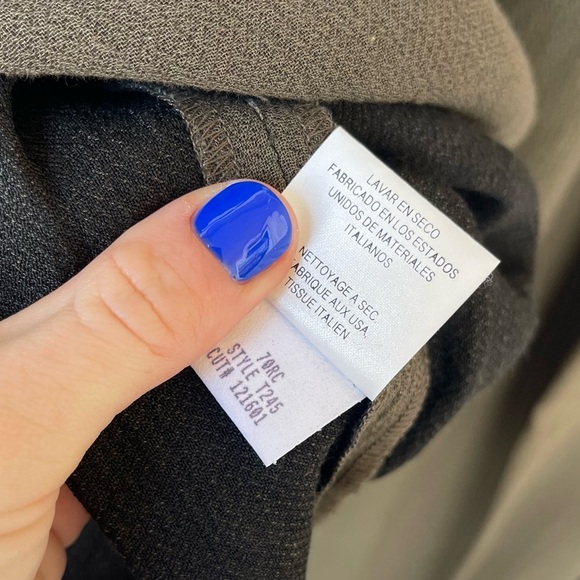 LAVAR EN SECO
FABRICADO EN LOS ESTADOS
UNIDOS DE MATERIALES
ITALIANOS
NETTOYAGE A SEC.
FABRIQUE AUX USA.
TISSUE ITALIEN
70RC
STYLE T245
CUT# 121601